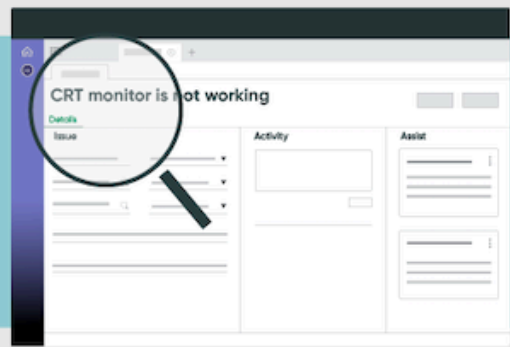 CRT monitor is not working
Details
Issue
Activity
Assist